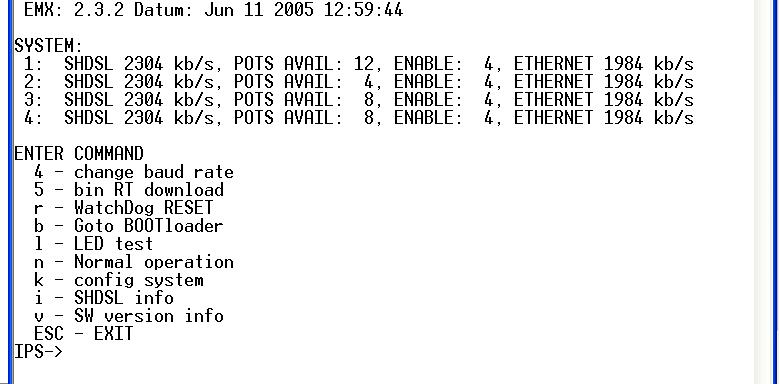 EMX: 2.3.2 Datum: Jun 11 2005 12:59:44
SYSTEM:
1: SHDSL 2304 kb/s, POTS AVAIL: 12, ENABLE: 4, ETHERNET 1984 kb/s
2: SHDSL 2304 kb/s, POTS AVAIL: 4, ENABLE: 4, ETHERNET 1984 kb/s
3: SHDSL 2304 kb/s, POTS AVAIL: 8, ENABLE: 4, ETHERNET 1984 kb/s
4: SHDSL 2304 kb/s, POTS AVAIL: 8, ENABLE: 4, ETHERNET 1984 kb/s
ENTER COMMAND
4 - change baud rate
5 - bin RT download
r - WatchDog RESET
b - Goto BOOTloader
l - LED test
n - Normal operation
k - config system
i - SHDSL info
v - SW version info
ESC - EXIT
IPS->